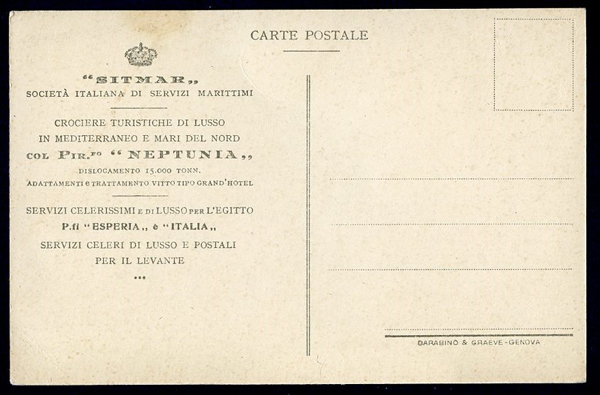 CARTE POSTALE
"SITMAR„
SOCIETÀ ITALIANA DI SERVIZI MARITTIMI
CROCIERE TURISTICHE DI LUSSO
IN MEDITERRANEO E MARI DEL NORD
COL PIR.FO "NEPTUNIA„
DISLOCAMENTO 15.000 TONN.
ADATTAMENTI e TRATTAMENTO VITTO TIPO GRAND'HOTEL
SERVIZI CELERISSIMI E DI LUSSO PER L'EGITTO
P.fi "ESPERIA„ e "ITALIA„
SERVIZI CELERI DI LUSSO E POSTALI
PER IL LEVANTE
BARABINO & GRAEVE - GENOVA